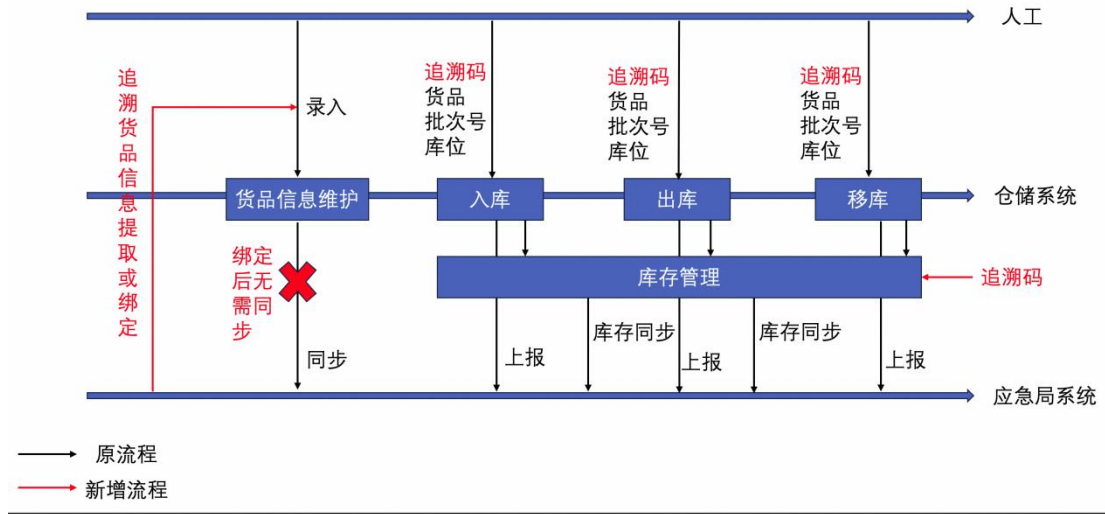 人工
追溯货品信息提取或绑定
录入
追溯码
货品
批次号
库位
追溯码
货品
批次号
库位
追溯码
货品
批次号
库位
货品信息维护
入库
出库
移库
仓储系统
绑定
后无
需同
步
库存管理
追溯码
同步
上报
库存同步
上报
库存同步
上报
应急局系统
原流程
新增流程